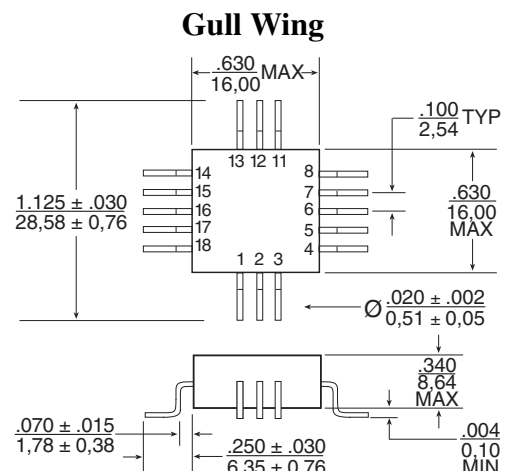 Gull Wing
.630
16,00
MAX
.100
2,54
TYP
13 12 11
14
15
16
17
18
8
7
6
5
4
1 2 3
1.125 ± .030
28,58 ± 0,76
.630
16.00
MAX
Ø .020 ± .002
0,51 ± 0,05
.340
8,64
MAX
.070 ± .015
1,78 ± 0,38
.250 ± .030
6,35 ± 0,76
.004
0,10
MIN